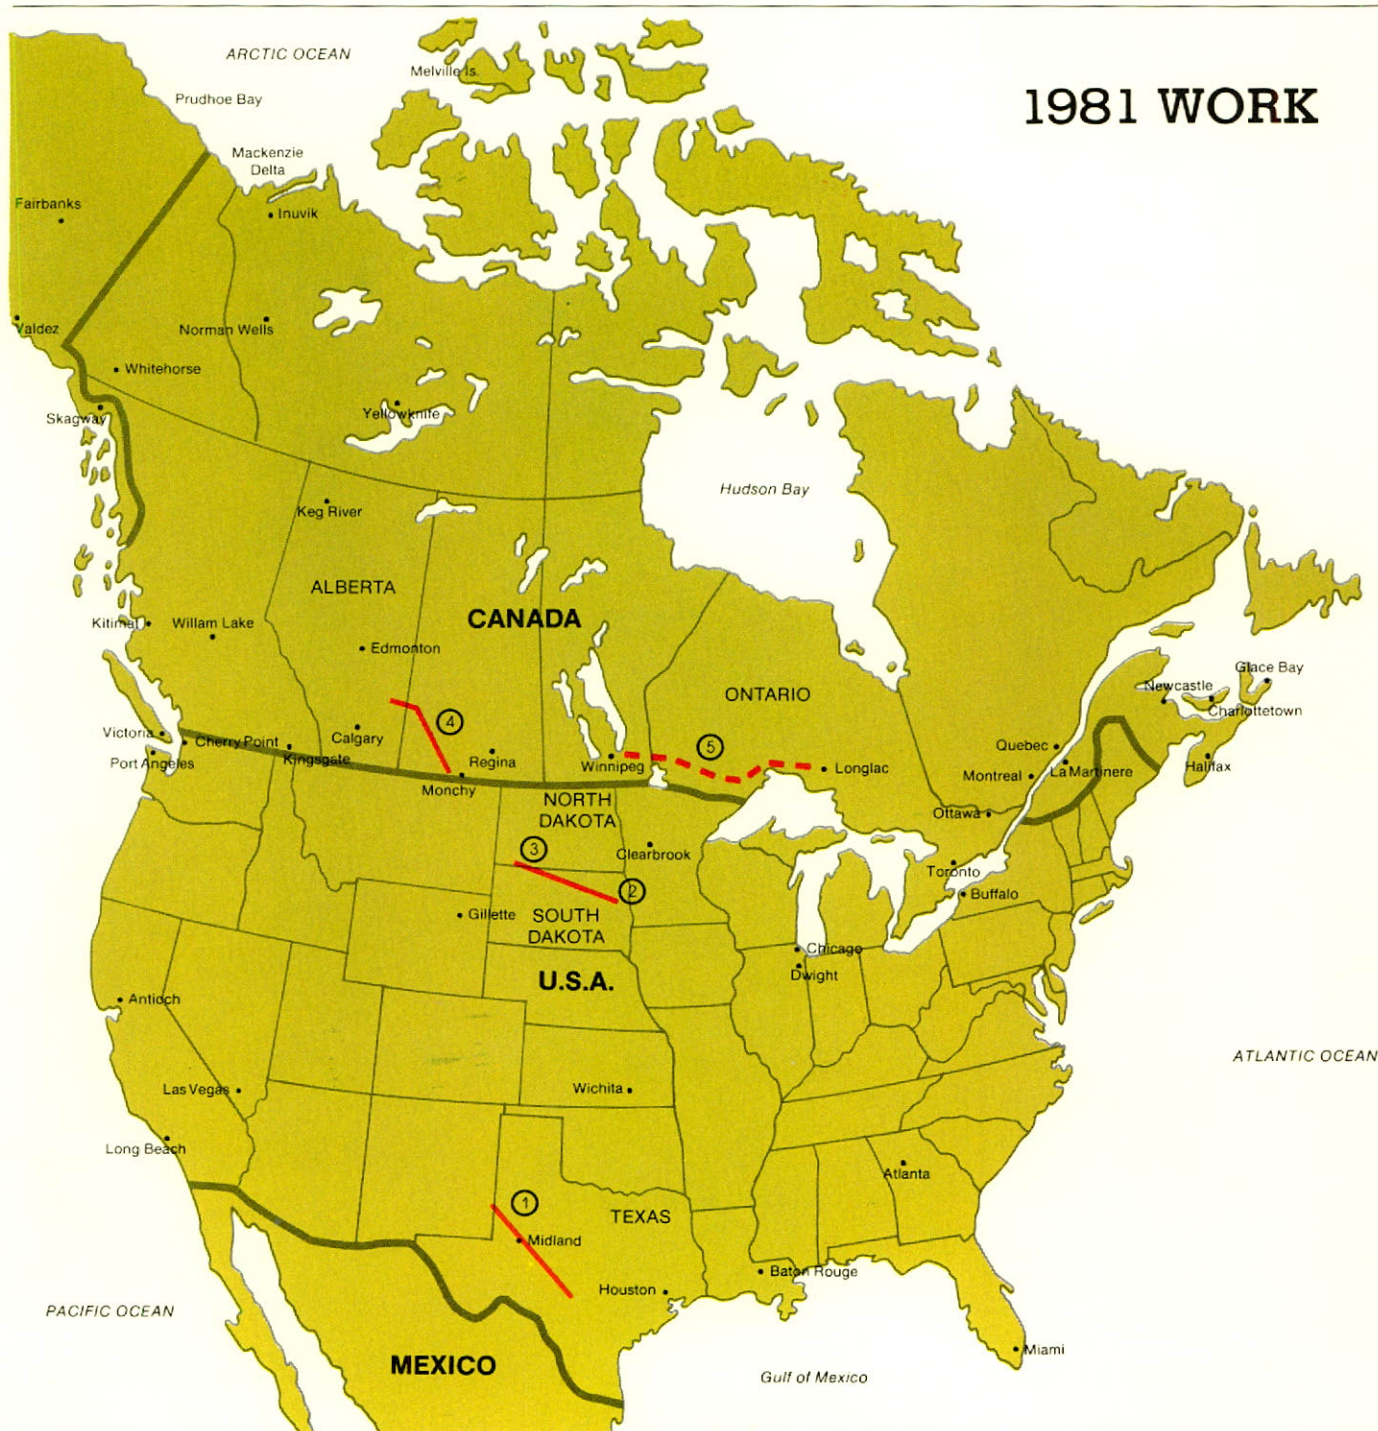 1981 WORK
ARCTIC OCEAN
Melville Is.
Prudhoe Bay
Mackenzie
Delta
Fairbanks
Inuvik
Valdez
Norman Wells
Whitehorse
Skagway
Yellowknife
Hudson Bay
Keg River
ALBERTA
CANADA
Kitimat
Willam Lake
Edmonton
ONTARIO
Glace Bay
Newcastle
Charlottetown
4
5
Victoria
Cherry Point
Calgary
Regina
Winnipeg
Longlac
Quebec
Port Angeles
Kingsgate
Monchy
Montreal
La Martinere
Halifax
NORTH
DAKOTA
Ottawa
3
Clearbrook
Toronto
2
Buffalo
Gillette
SOUTH
DAKOTA
Chicago
Dwight
U.S.A.
Antioch
ATLANTIC OCEAN
Las Vegas
Wichita
Long Beach
Atlanta
1
TEXAS
Midland
Houston
Baton Rouge
PACIFIC OCEAN
MEXICO
Miami
Gulf of Mexico